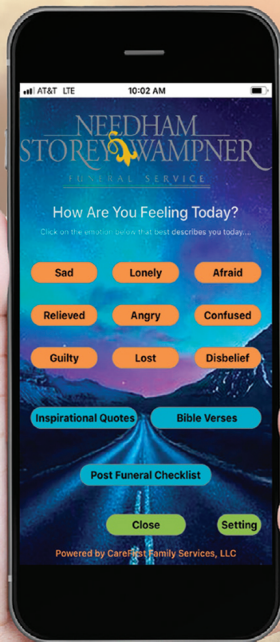 AT&T LTE 10:02 AM
NEEDHAM
STOREY WAMPNER
FUNERAL SERVICE
How Are You Feeling Today?
Click on the emotion below that best describes you today...
Sad Lonely Afraid
Relieved Angry Confused
Guilty Lost Disbelief
Inspirational Quotes Bible Verses
Post Funeral Checklist
Close Setting
Powered by CareFirst Family Services, LLC